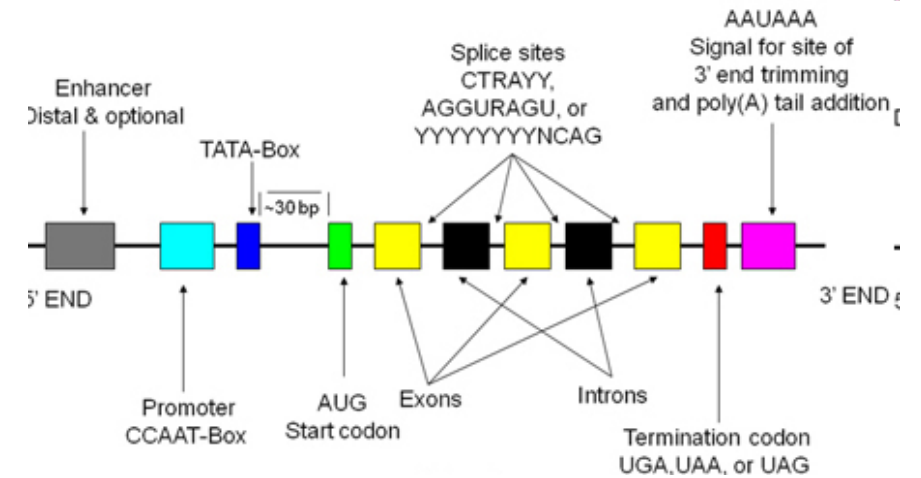 AAUAAA
Signal for site of
3' end trimming
and poly(A) tail addition
Splice sites
CTRAYY,
AGGURAGU, or
YYYYYYYYNCAG
Enhancer
Distal & optional
TATA-Box
~30 bp
5' END
3' END
Promoter
CCAAT-Box
AUG
Start codon
Exons
Introns
Termination codon
UGA,UAA, or UAG